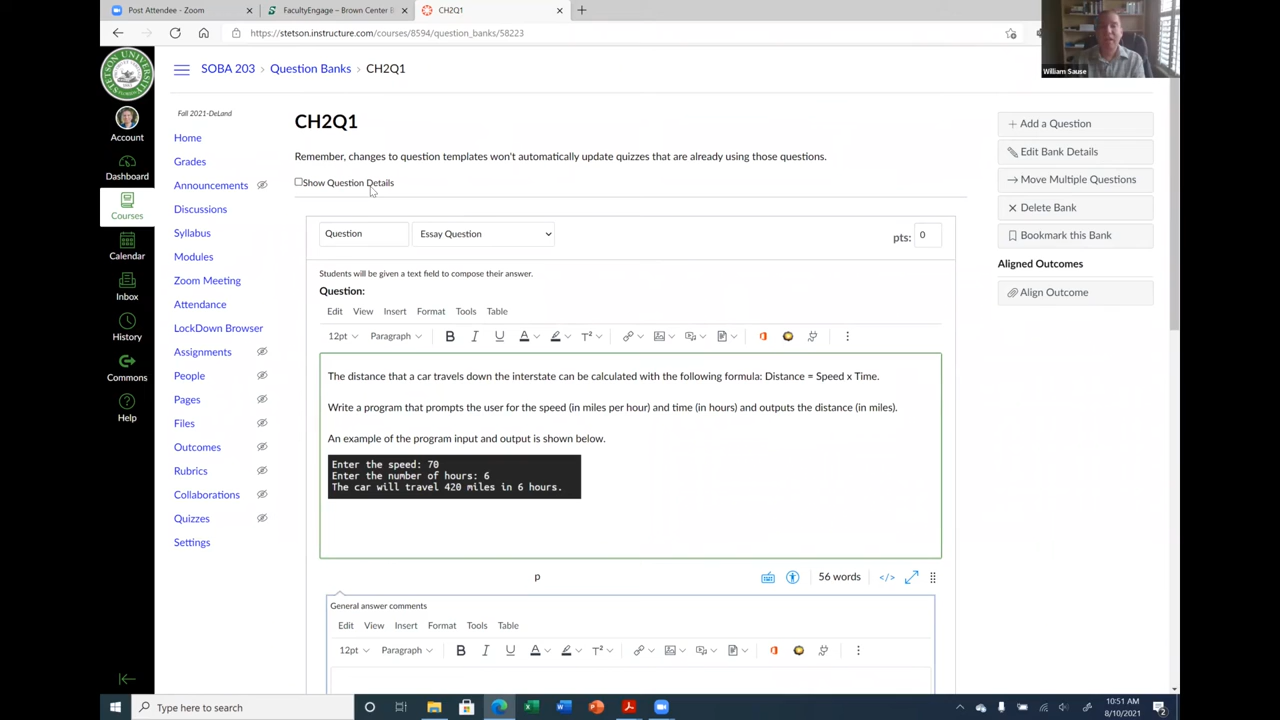 Post Attendee - Zoom
FacultyEngage – Brown Center
CH2Q1
https://stetson.instructure.com/courses/8594/question_banks/58223
William Sause
SOBA 203 > Question Banks > CH2Q1
Account
Dashboard
Courses
Calendar
Inbox
History
Commons
Help
Fall 2021-DeLand
Home
Grades
Announcements
Discussions
Syllabus
Modules
Zoom Meeting
Attendance
LockDown Browser
Assignments
People
Pages
Files
Outcomes
Rubrics
Collaborations
Quizzes
Settings
CH2Q1
Remember, changes to question templates won't automatically update quizzes that are already using those questions.
Show Question Details
Question
Essay Question
pts: 0
Students will be given a text field to compose their answer.
Question:
Edit View Insert Format Tools Table
12pt Paragraph B I U A T²
The distance that a car travels down the interstate can be calculated with the following formula: Distance = Speed x Time.
Write a program that prompts the user for the speed (in miles per hour) and time (in hours) and outputs the distance (in miles).
An example of the program input and output is shown below.
Enter the speed: 70
Enter the number of hours: 6
The car will travel 420 miles in 6 hours.
p
56 words </>
General answer comments
Edit View Insert Format Tools Table
12pt Paragraph B I U A T²
+ Add a Question
Edit Bank Details
Move Multiple Questions
Delete Bank
Bookmark this Bank
Aligned Outcomes
Align Outcome
Type here to search
10:51 AM
8/10/2021
2